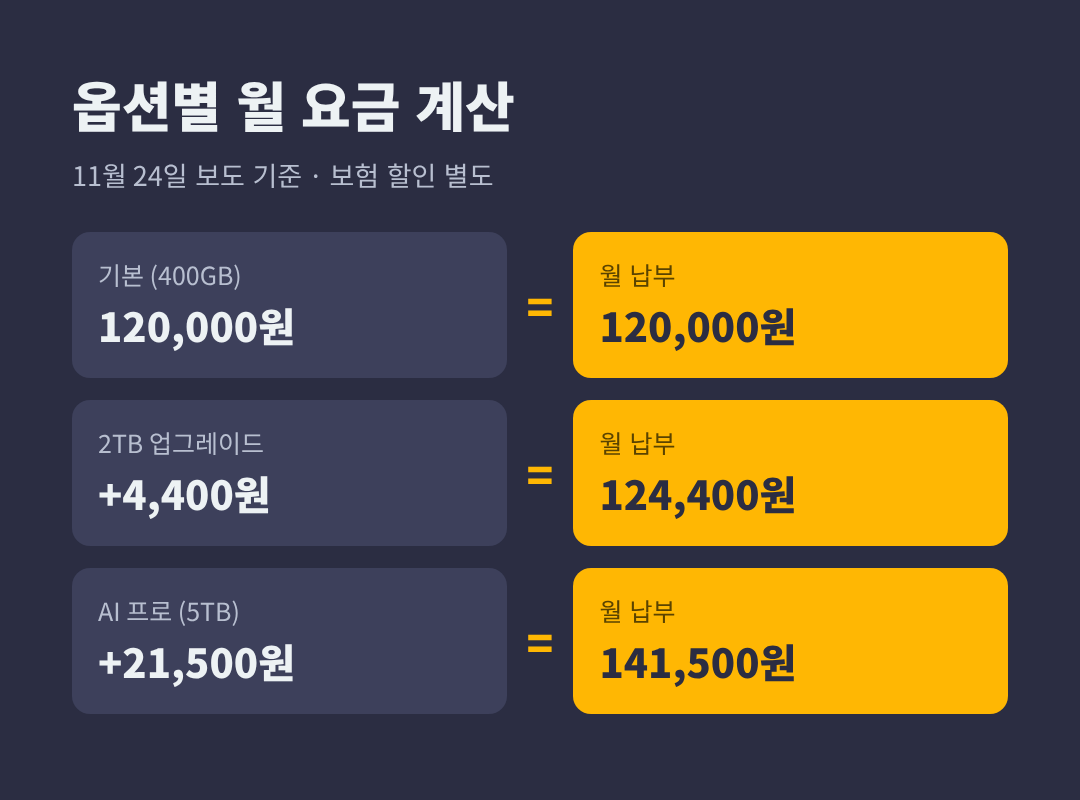 옵션별 월 요금 계산
11월 24일 보도 기준 · 보험 할인 별도
기본 (400GB)
120,000원
=
월 납부
120,000원
2TB 업그레이드
+4,400원
=
월 납부
124,400원
AI 프로 (5TB)
+21,500원
=
월 납부
141,500원